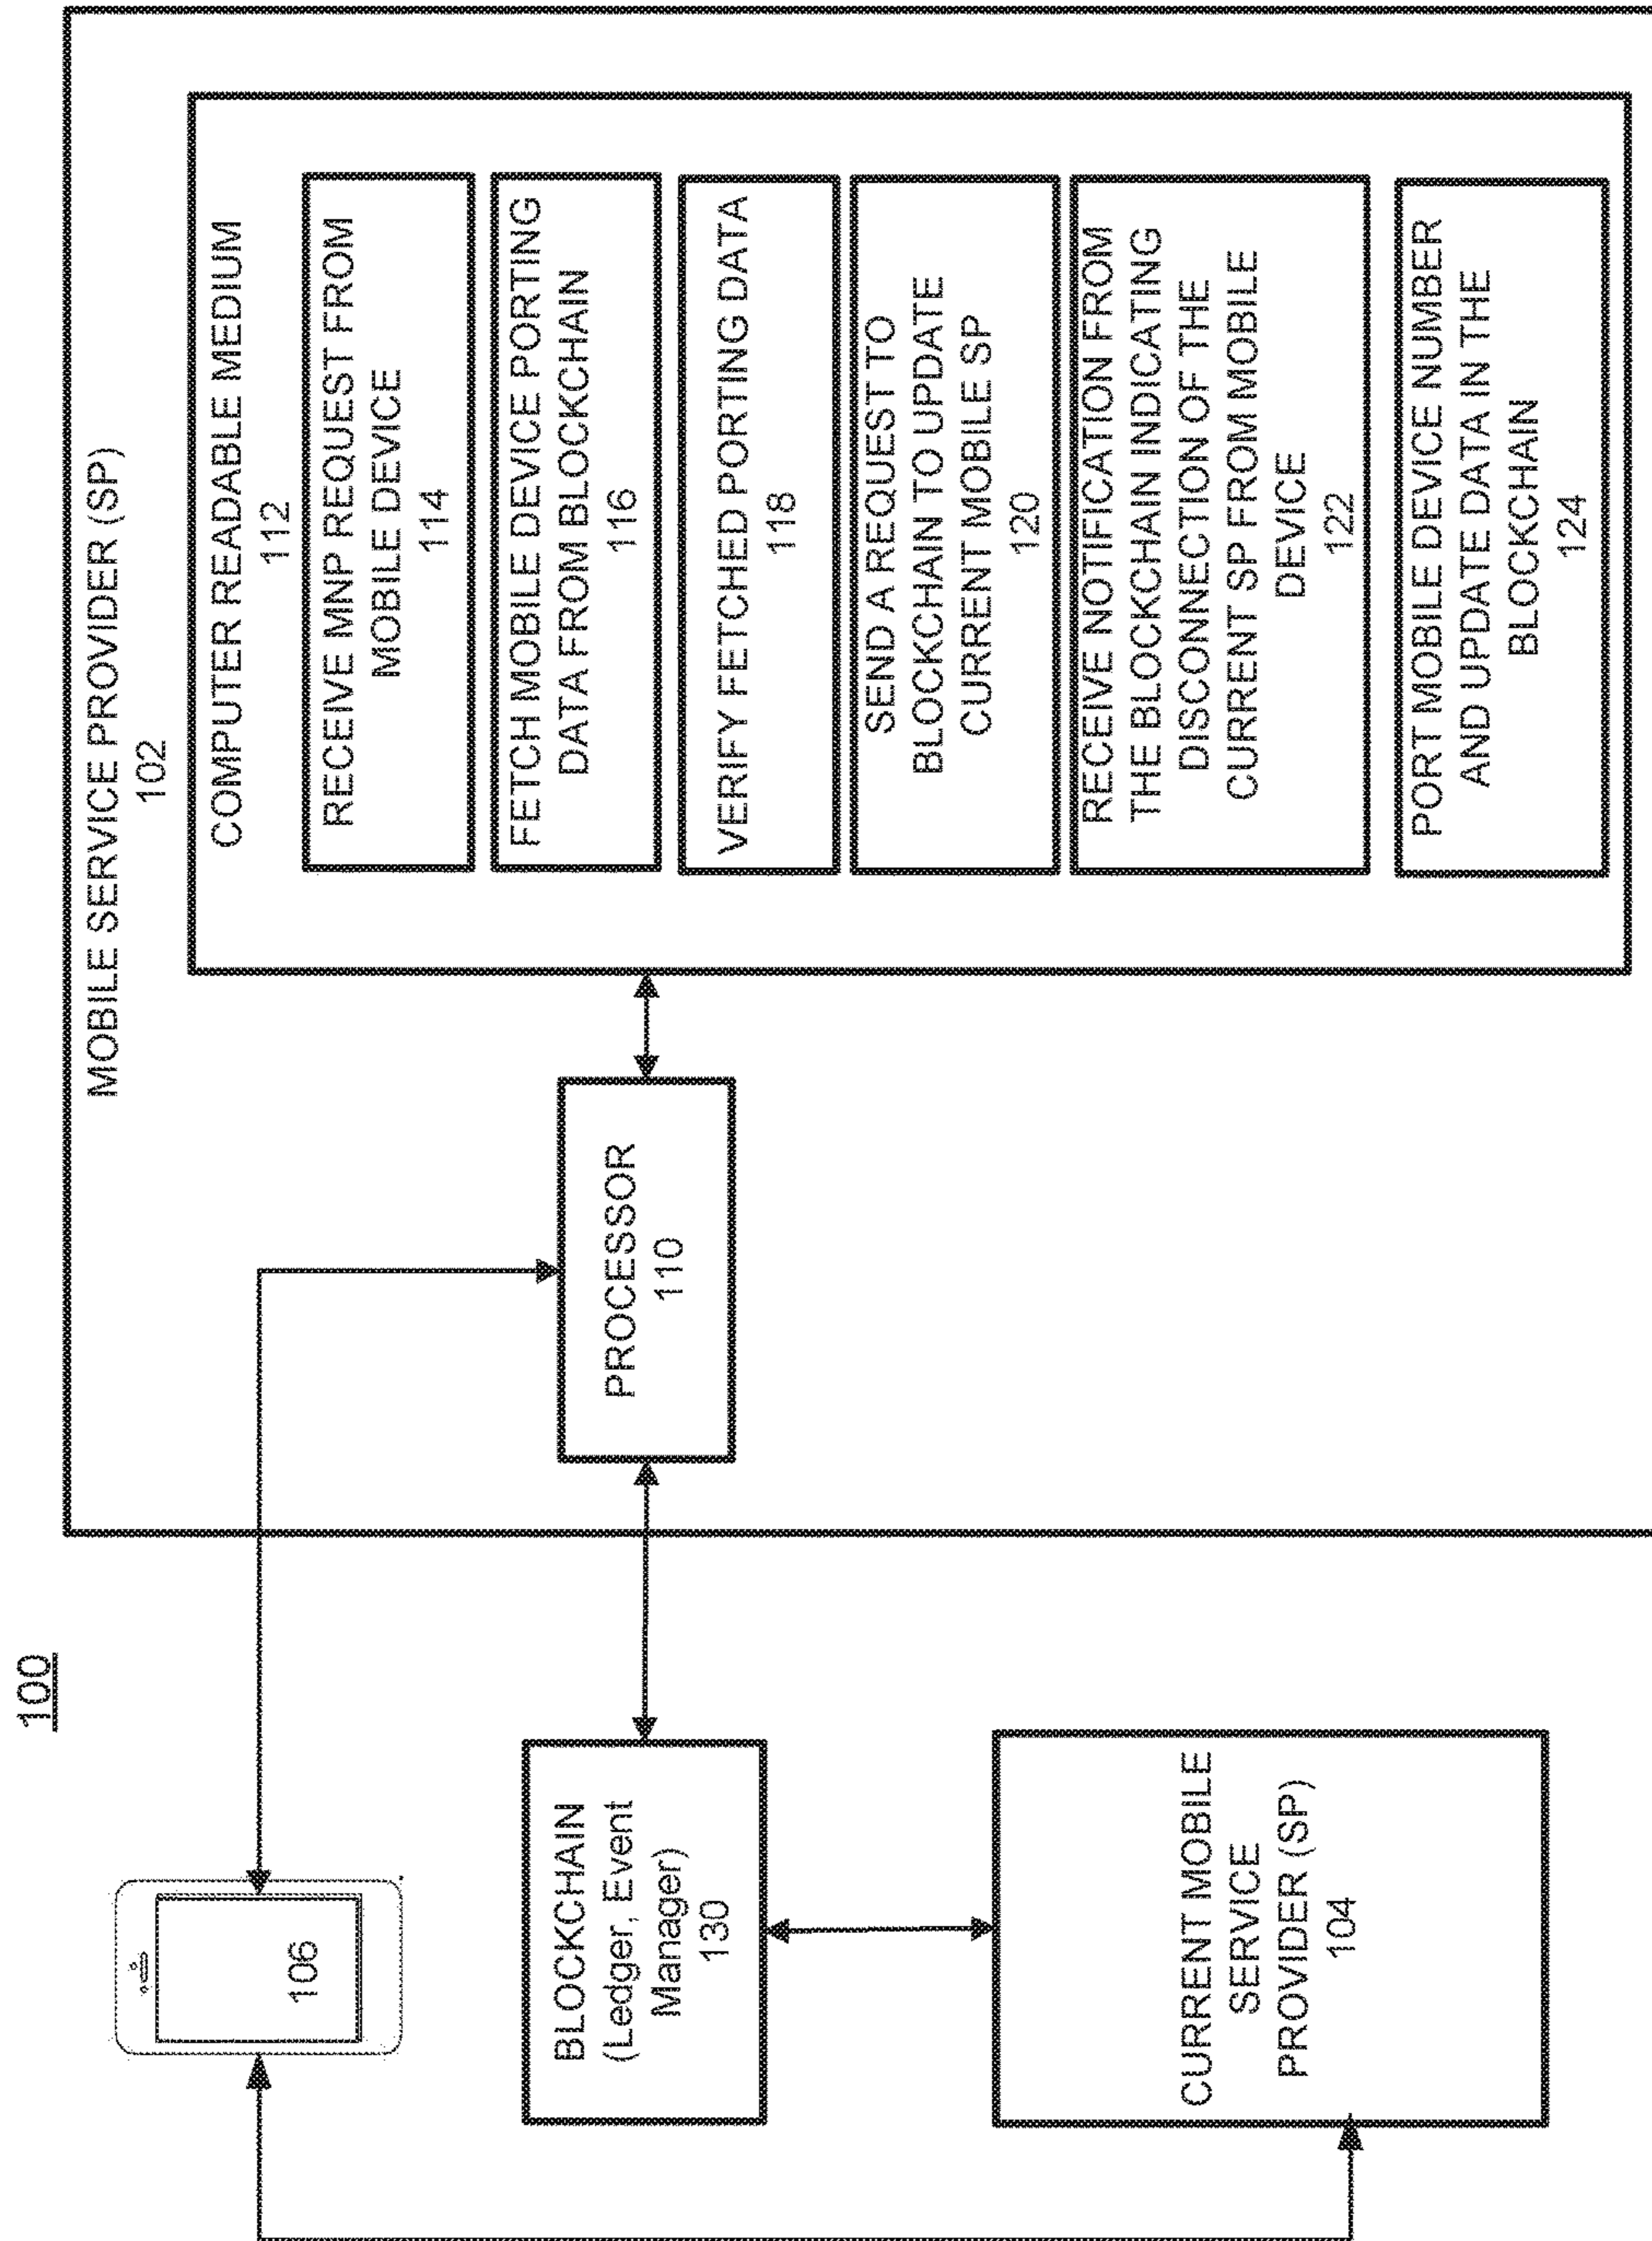 100
106
BLOCKCHAIN
(Ledger, Event
Manager)
130
CURRENT MOBILE
SERVICE
PROVIDER (SP)
104
MOBILE SERVICE PROVIDER (SP)
102
PROCESSOR
110
COMPUTER READABLE MEDIUM
112
RECEIVE MNP REQUEST FROM
MOBILE DEVICE
114
FETCH MOBILE DEVICE PORTING
DATA FROM BLOCKCHAIN
116
VERIFY FETCHED PORTING DATA
118
SEND A REQUEST TO
BLOCKCHAIN TO UPDATE
CURRENT MOBILE SP
120
RECEIVE NOTIFICATION FROM
THE BLOCKCHAIN INDICATING
DISCONNECTION OF THE
CURRENT SP FROM MOBILE
DEVICE
122
PORT MOBILE DEVICE NUMBER
AND UPDATE DATA IN THE
BLOCKCHAIN
124